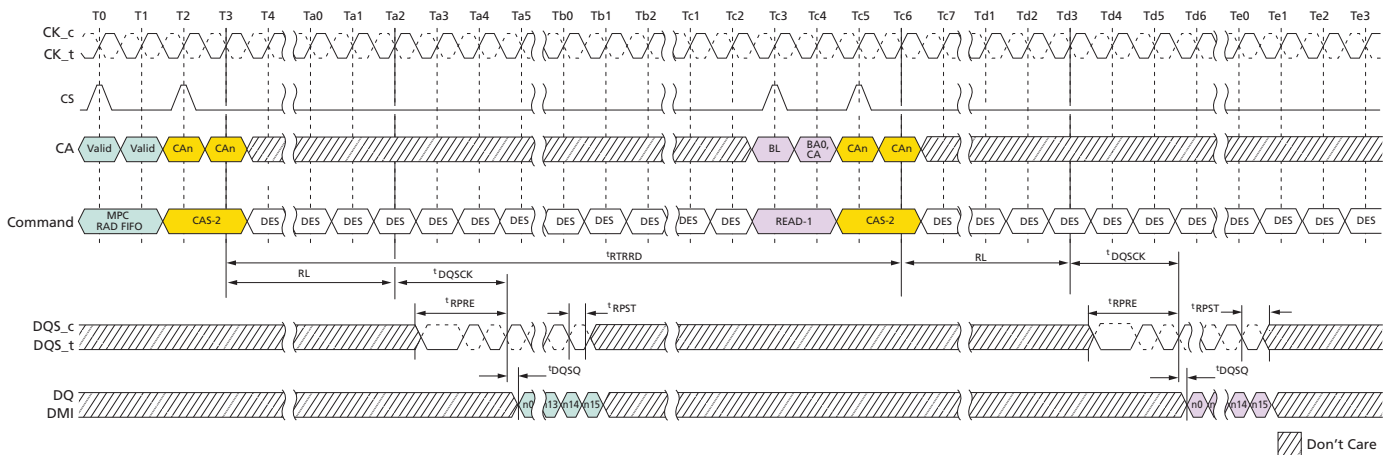 T0 T1 T2 T3 T4 Ta0 Ta1 Ta2 Ta3 Ta4 Ta5 Tb0 Tb1 Tb2 Tc1 Tc2 Tc3 Tc4 Tc5 Tc6 Tc7 Td1 Td2 Td3 Td4 Td5 Td6 Te0 Te1 Te2 Te3
CK_c
CK_t
CS
CA Valid Valid CAn CAn BL BA0, CA CAn CAn
Command MPC RAD FIFO CAS-2 DES DES DES DES DES DES DES DES DES DES DES DES READ-1 CAS-2 DES DES DES DES DES DES DES DES DES DES DES
tRTRRD
RL tDQSCK RL tDQSCK
tRPRE tRPST tRPRE tRPST
DQS_c
DQS_t
tDQSQ tDQSQ
DQ
DMI
n0 n13 n14 n15 n0 n n14 n15
Don't Care